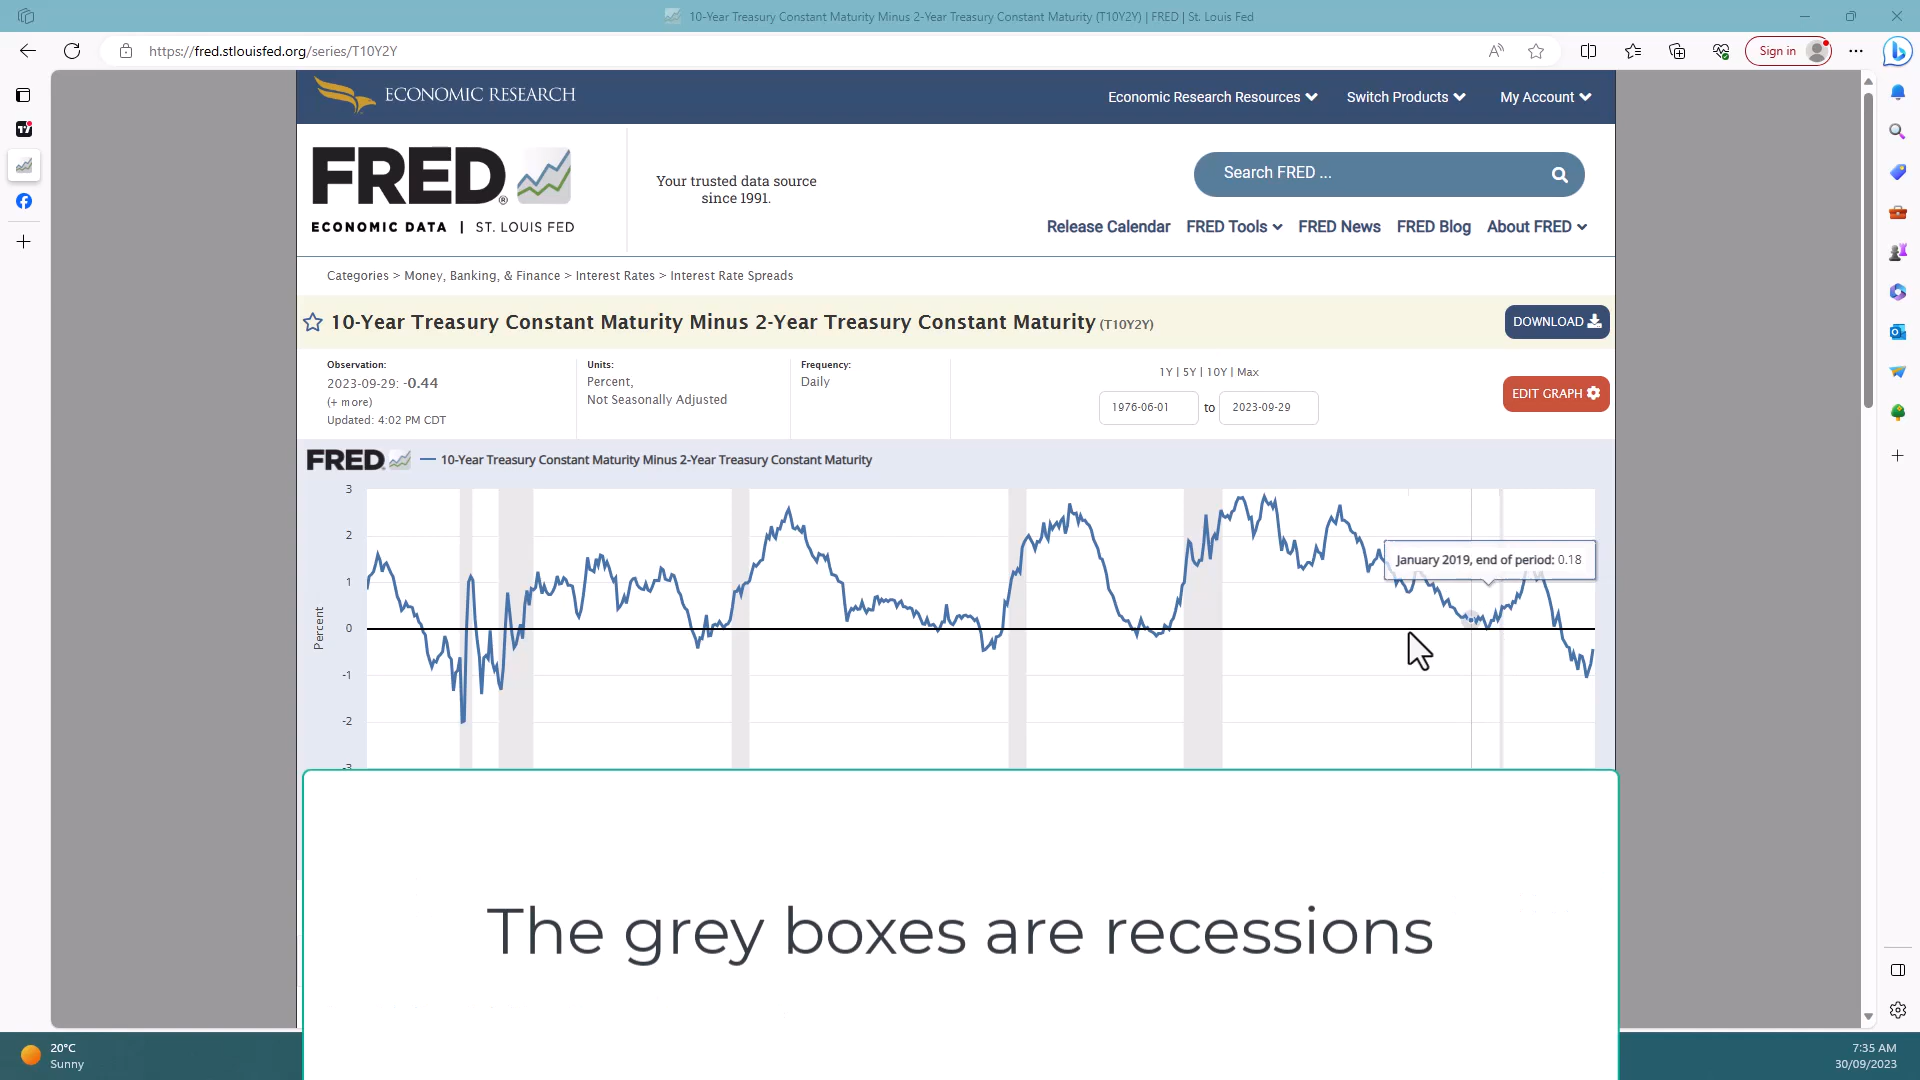 10-Year Treasury Constant Maturity Minus 2-Year Treasury Constant Maturity (T10Y2Y) | FRED | St. Louis Fed
https://fred.stlouisfed.org/series/T10Y2Y
Sign in
ECONOMIC RESEARCH
Economic Research Resources
Switch Products
My Account
FRED®
ECONOMIC DATA | ST. LOUIS FED
Your trusted data source
since 1991.
Search FRED ...
Release Calendar
FRED Tools
FRED News
FRED Blog
About FRED
Categories > Money, Banking, & Finance > Interest Rates > Interest Rate Spreads
10-Year Treasury Constant Maturity Minus 2-Year Treasury Constant Maturity (T10Y2Y)
DOWNLOAD
Observation:
2023-09-29: -0.44
(+ more)
Updated: 4:02 PM CDT
Units:
Percent,
Not Seasonally Adjusted
Frequency:
Daily
1Y | 5Y | 10Y | Max
1976-06-01 to 2023-09-29
EDIT GRAPH
FRED 10-Year Treasury Constant Maturity Minus 2-Year Treasury Constant Maturity
3
2
1
0
-1
-2
-3
Percent
January 2019, end of period: 0.18
The grey boxes are recessions
20°C
Sunny
7:35 AM
30/09/2023